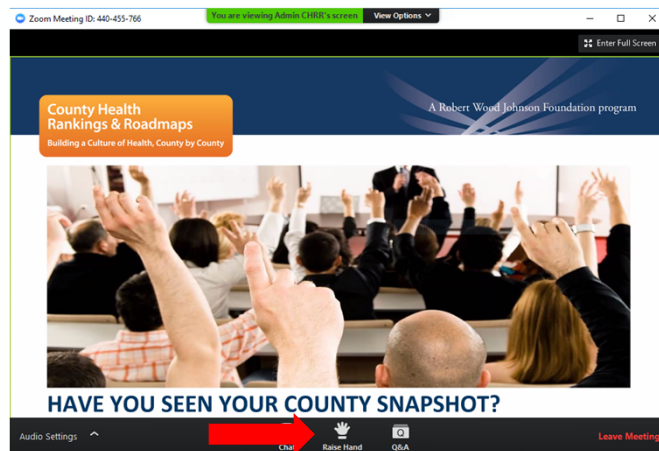 Zoom Meeting ID: 440-455-766
You are viewing Admin CHRR's screen View Options
Enter Full Screen
County Health
Rankings & Roadmaps
Building a Culture of Health, County by County
A Robert Wood Johnson Foundation program
HAVE YOU SEEN YOUR COUNTY SNAPSHOT?
Audio Settings
Chat
Raise Hand
Q&A
Leave Meeting